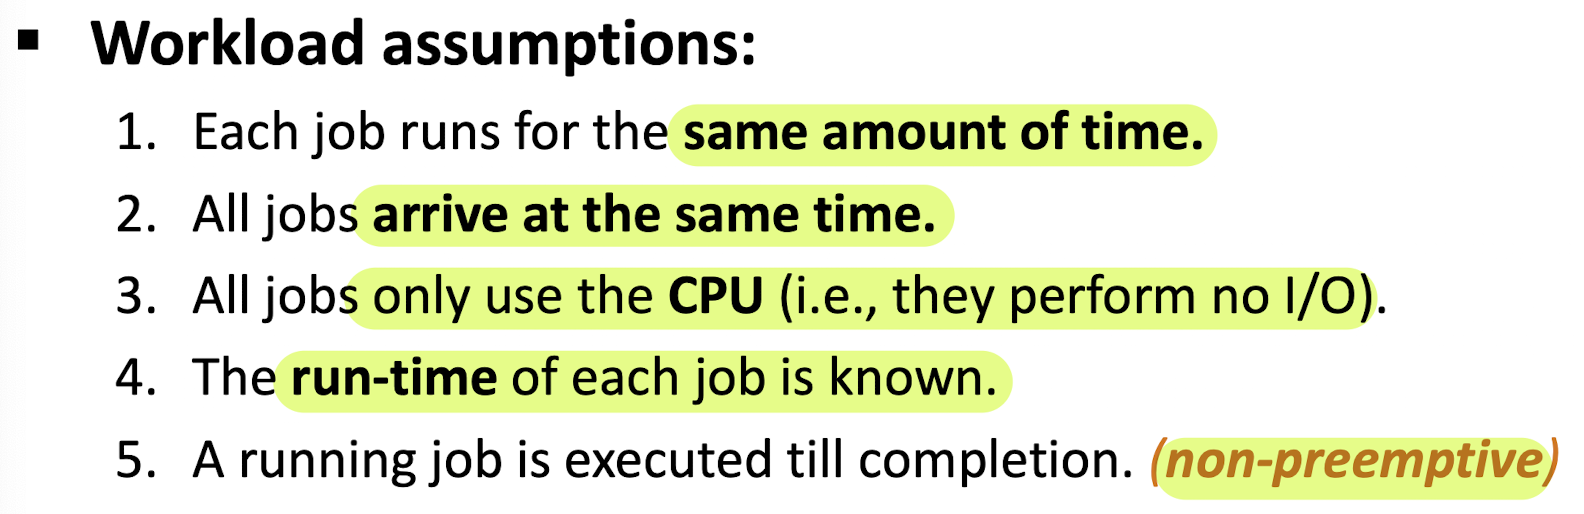 ▪ Workload assumptions:
1. Each job runs for the same amount of time.
2. All jobs arrive at the same time.
3. All jobs only use the CPU (i.e., they perform no I/O).
4. The run-time of each job is known.
5. A running job is executed till completion. (non-preemptive)